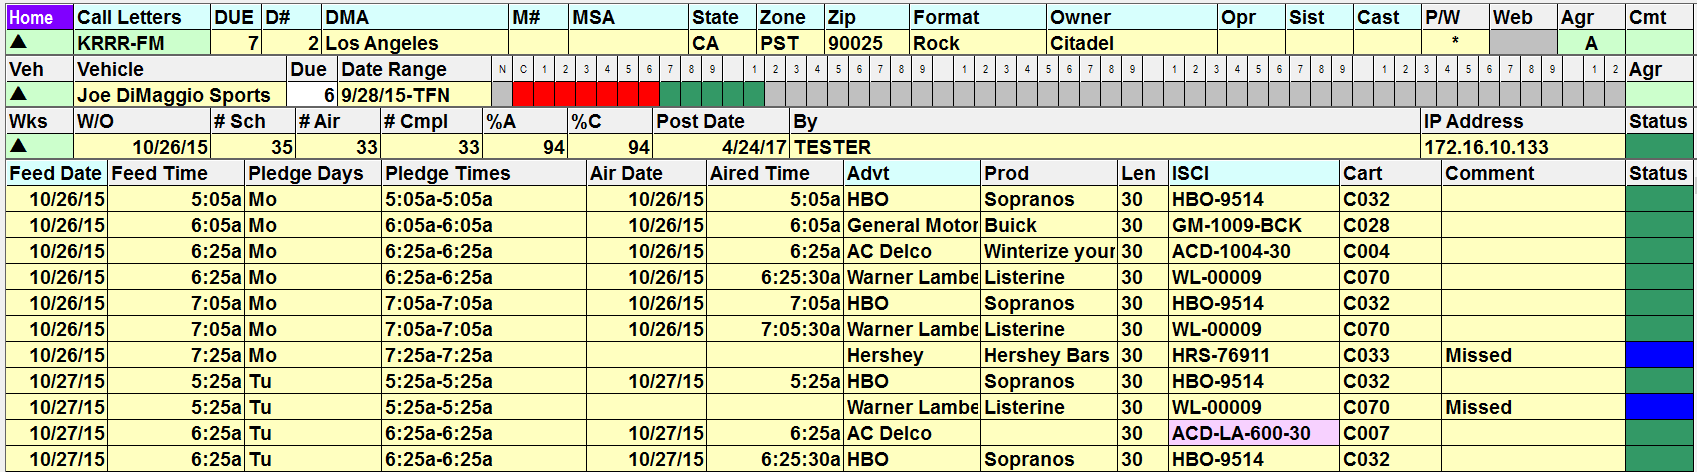 Home Call Letters DUE D# DMA M# MSA State Zone Zip Format Owner Opr Sist Cast P/W Web Agr Cmt
▲ KRRR-FM 7 2 Los Angeles CA PST 90025 Rock Citadel * A
Veh Vehicle Due Date Range N C 1 2 3 4 5 6 7 8 9 1 2 3 4 5 6 7 8 9 1 2 3 4 5 6 7 8 9 1 2 3 4 5 6 7 8 9 1 2 3 4 5 6 7 8 9 1 2 Agr
▲ Joe DiMaggio Sports 6 9/28/15-TFN
Wks W/O # Sch # Air # Cmpl %A %C Post Date By IP Address Status
▲ 10/26/15 35 33 33 94 94 4/24/17 TESTER 172.16.10.133
Feed Date Feed Time Pledge Days Pledge Times Air Date Aired Time Advt Prod Len ISCI Cart Comment Status
10/26/15 5:05a Mo 5:05a-5:05a 10/26/15 5:05a HBO Sopranos 30 HBO-9514 C032
10/26/15 6:05a Mo 6:05a-6:05a 10/26/15 6:05a General Motor Buick 30 GM-1009-BCK C028
10/26/15 6:25a Mo 6:25a-6:25a 10/26/15 6:25a AC Delco Winterize your 30 ACD-1004-30 C004
10/26/15 6:25a Mo 6:25a-6:25a 10/26/15 6:25:30a Warner Lambe Listerine 30 WL-00009 C070
10/26/15 7:05a Mo 7:05a-7:05a 10/26/15 7:05a HBO Sopranos 30 HBO-9514 C032
10/26/15 7:05a Mo 7:05a-7:05a 10/26/15 7:05:30a Warner Lambe Listerine 30 WL-00009 C070
10/26/15 7:25a Mo 7:25a-7:25a Hershey Hershey Bars 30 HRS-76911 C033 Missed
10/27/15 5:25a Tu 5:25a-5:25a 10/27/15 5:25a HBO Sopranos 30 HBO-9514 C032
10/27/15 5:25a Tu 5:25a-5:25a Warner Lambe Listerine 30 WL-00009 C070 Missed
10/27/15 6:25a Tu 6:25a-6:25a 10/27/15 6:25a AC Delco 30 ACD-LA-600-30 C007
10/27/15 6:25a Tu 6:25a-6:25a 10/27/15 6:25:30a HBO Sopranos 30 HBO-9514 C032